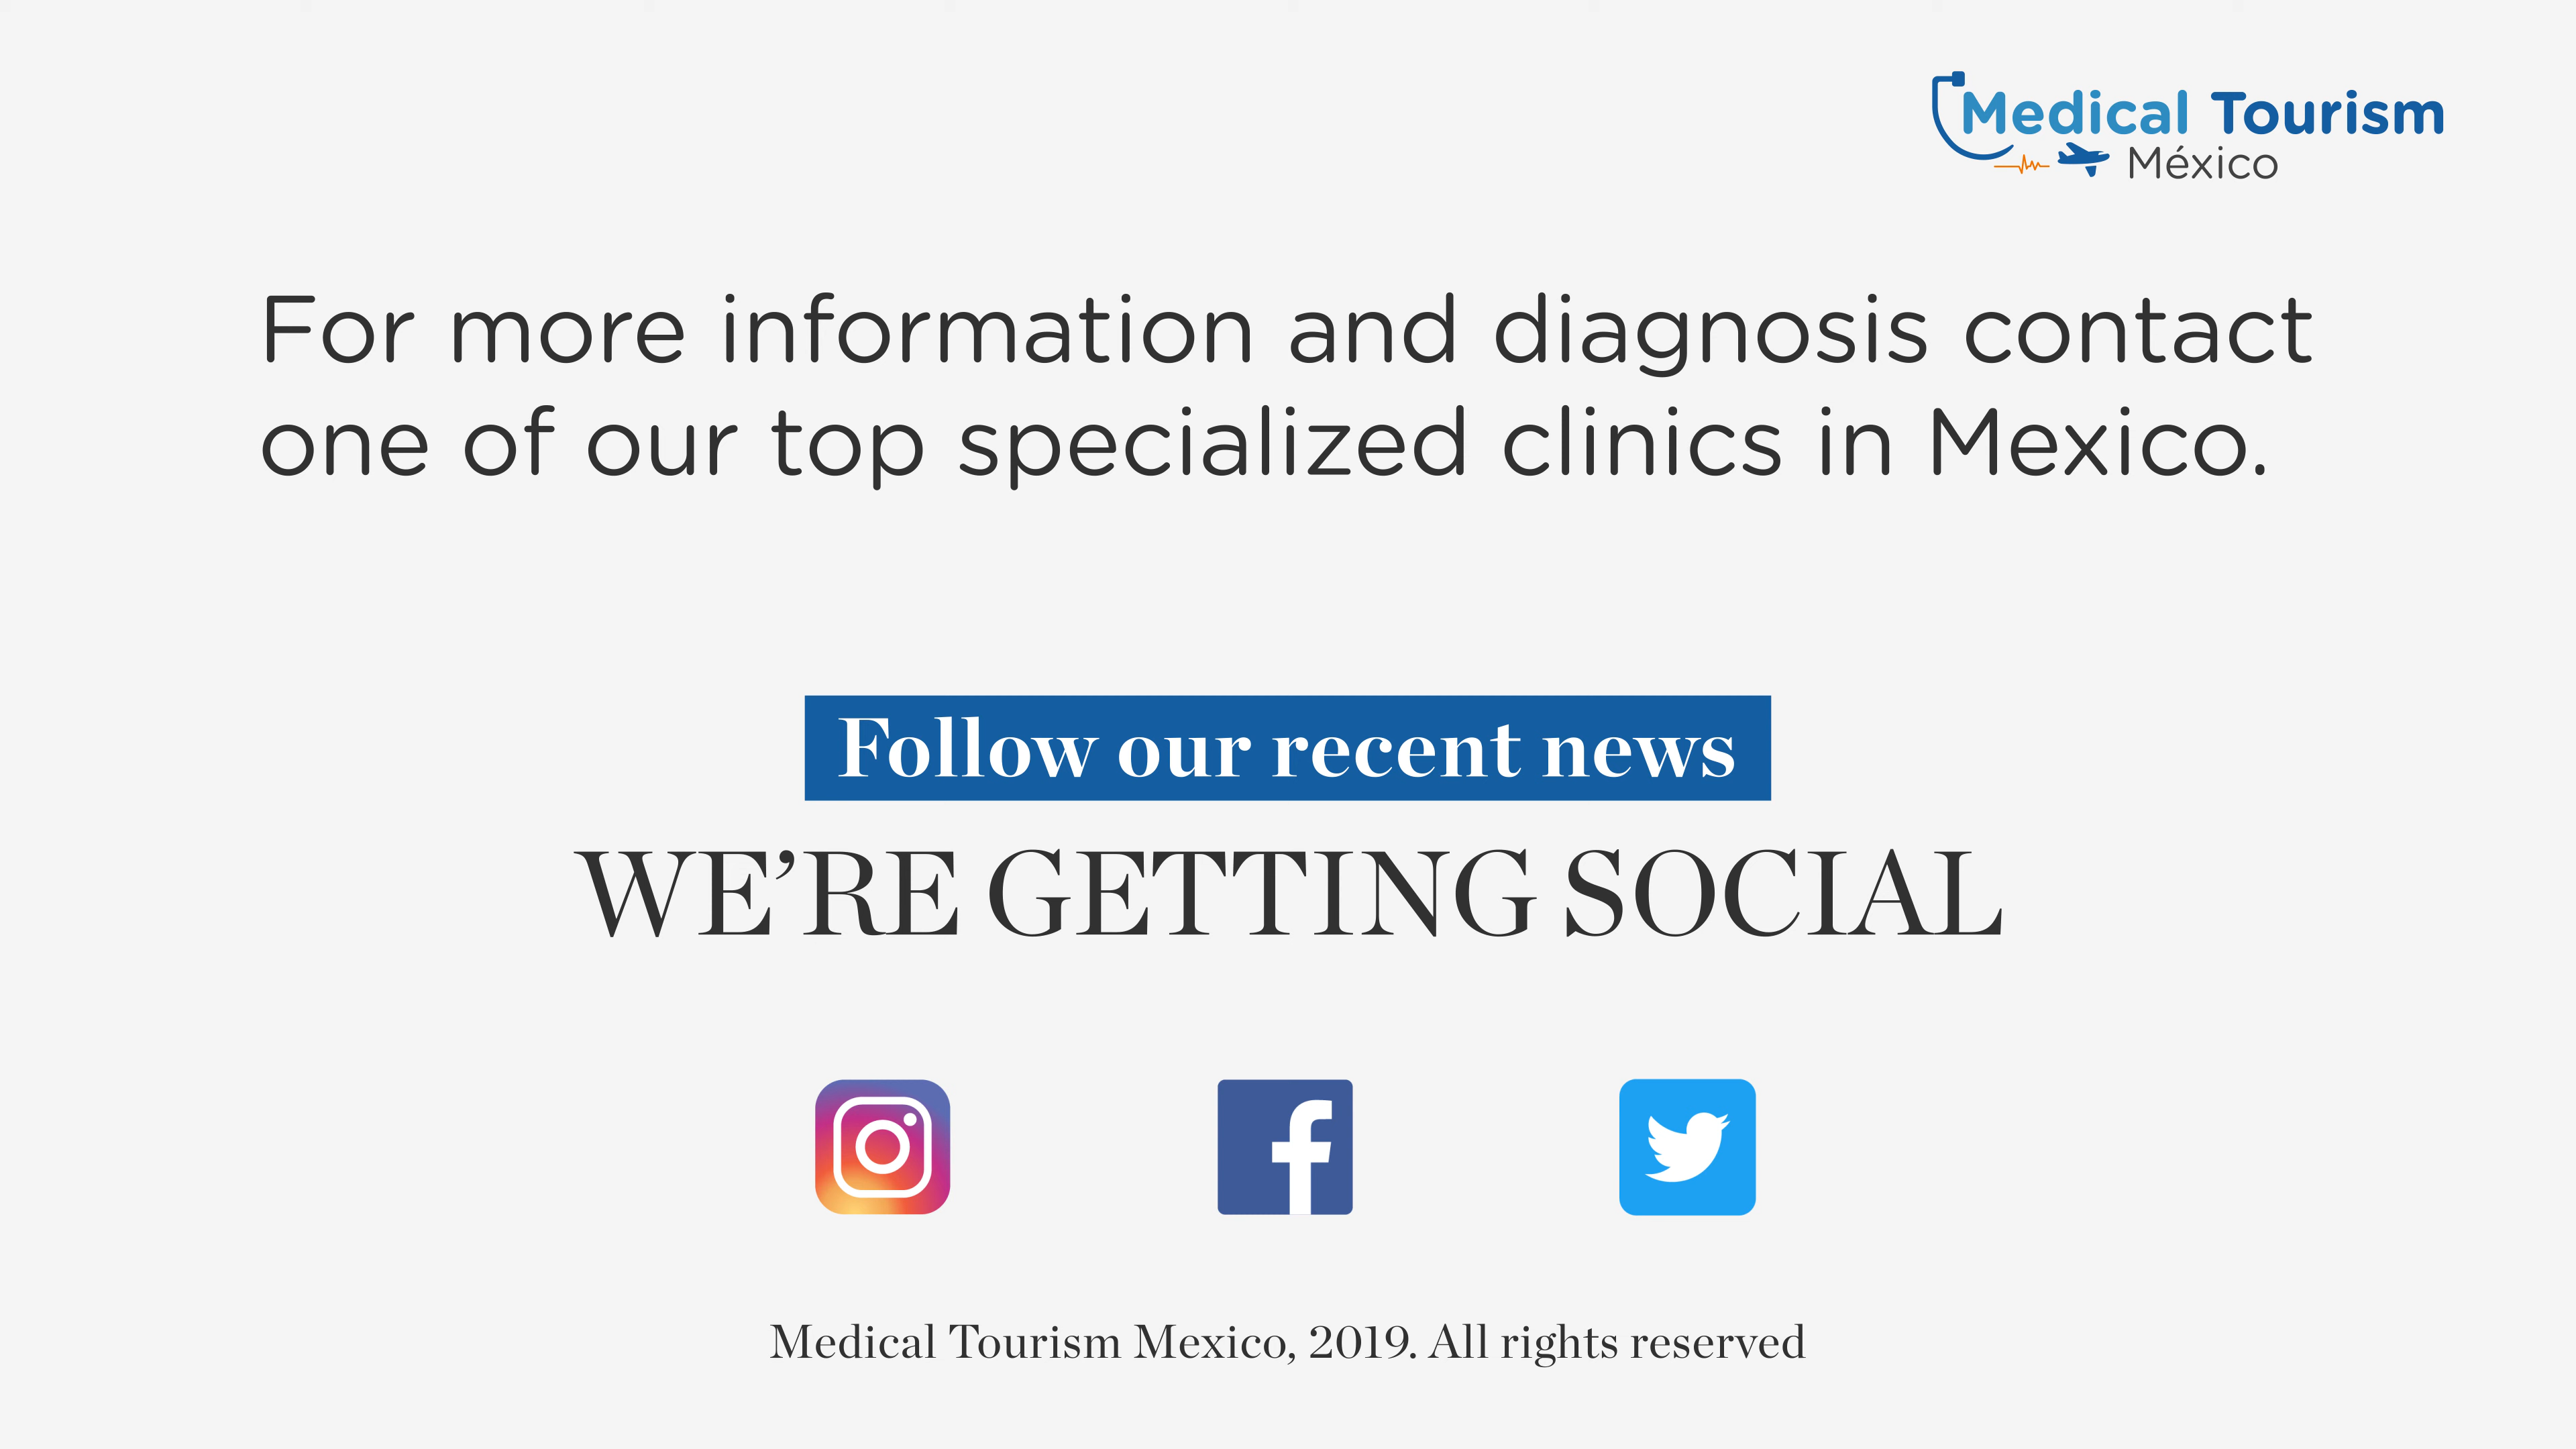 Medical Tourism
México
For more information and diagnosis contact
one of our top specialized clinics in Mexico.
Follow our recent news
WE’RE GETTING SOCIAL
Medical Tourism Mexico, 2019. All rights reserved